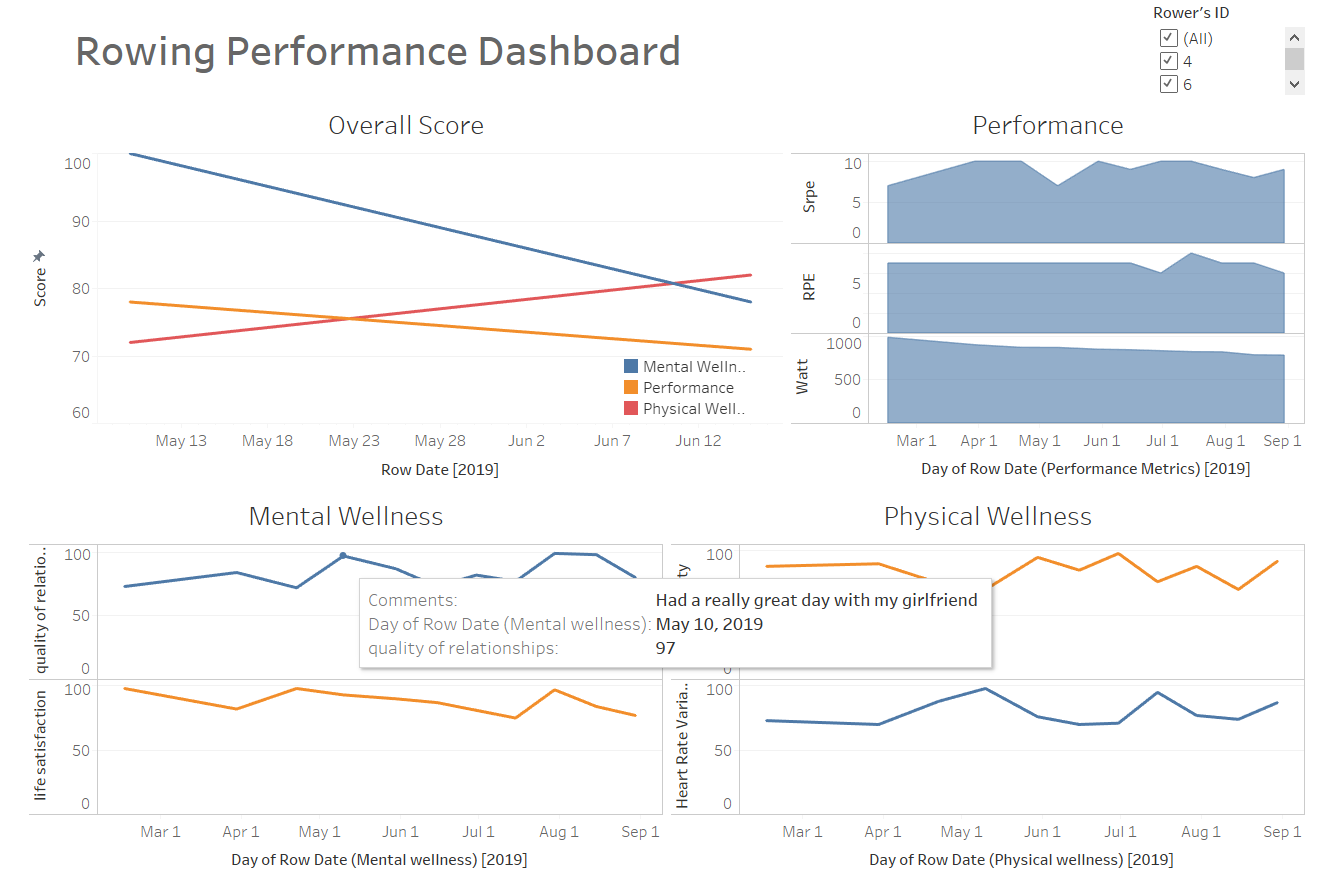 Rower's ID
(All)
4
6
Rowing Performance Dashboard
Overall Score
Score
100
90
80
70
60
Mental Welln..
Performance
Physical Well..
May 13 May 18 May 23 May 28 Jun 2 Jun 7 Jun 12
Row Date [2019]
Performance
Srpe
10
5
0
RPE
5
0
Watt
1000
500
0
Mar 1 Apr 1 May 1 Jun 1 Jul 1 Aug 1 Sep 1
Day of Row Date (Performance Metrics) [2019]
Mental Wellness
quality of relatio..
100
50
0
life satisfaction
100
50
0
Mar 1 Apr 1 May 1 Jun 1 Jul 1 Aug 1 Sep 1
Day of Row Date (Mental wellness) [2019]
Comments: Had a really great day with my girlfriend
Day of Row Date (Mental wellness): May 10, 2019
quality of relationships: 97
Physical Wellness
ty
100
0
Heart Rate Varia..
100
50
0
Mar 1 Apr 1 May 1 Jun 1 Jul 1 Aug 1 Sep 1
Day of Row Date (Physical wellness) [2019]